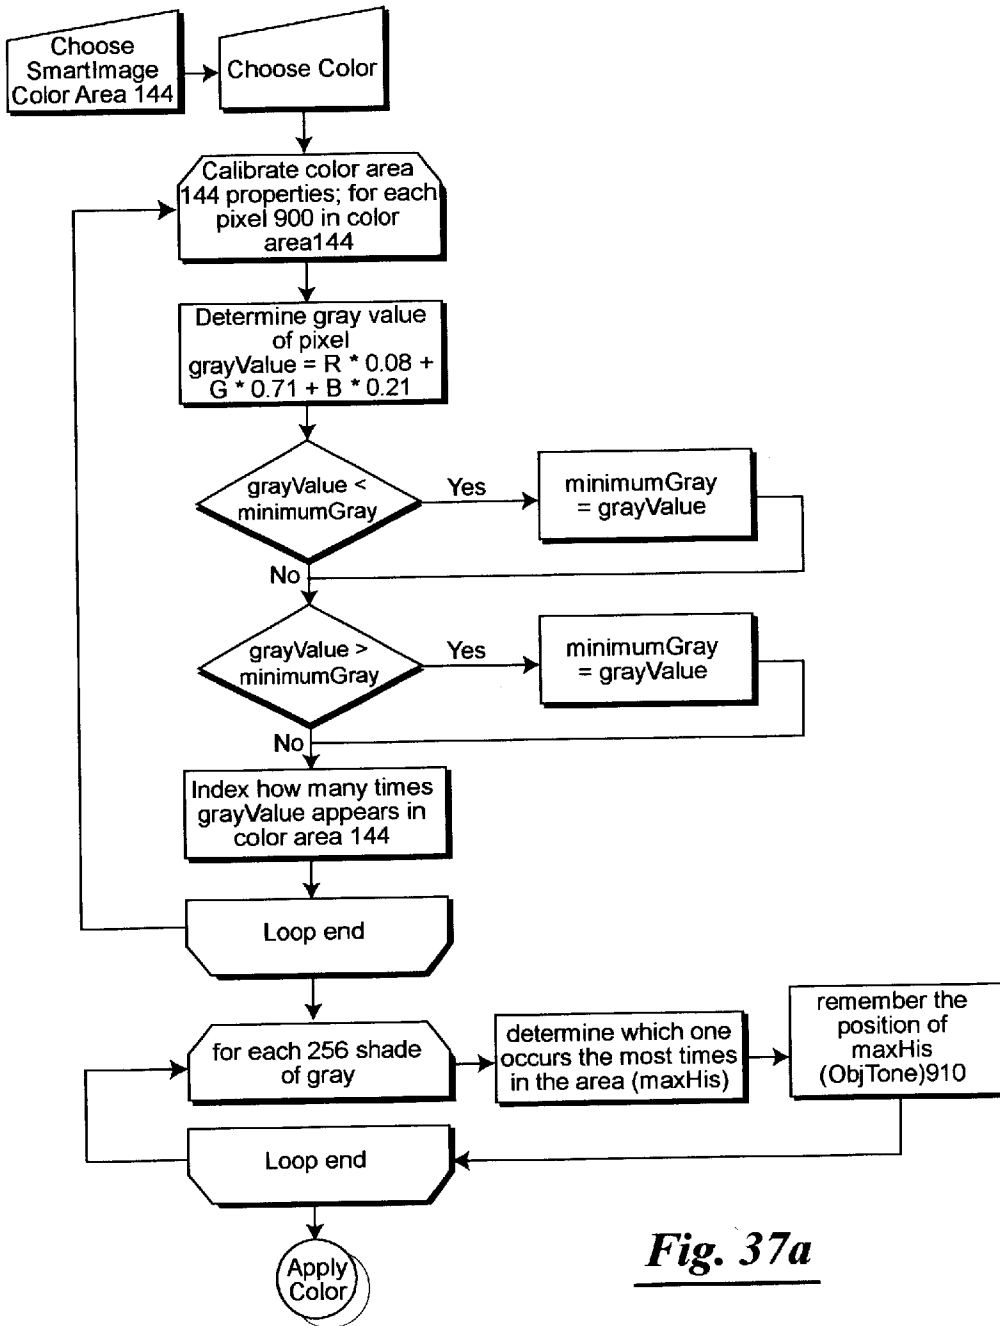 Choose
SmartImage
Color Area 144
Choose Color
Calibrate color area
144 properties; for each
pixel 900 in color
area144
Determine gray value
of pixel
grayValue = R * 0.08 +
G * 0.71 + B * 0.21
grayValue <
minimumGray
Yes
minimumGray
= grayValue
No
grayValue >
minimumGray
Yes
minimumGray
= grayValue
No
Index how many times
grayValue appears in
color area 144
Loop end
for each 256 shade
of gray
determine which one
occurs the most times
in the area (maxHis)
remember the
position of
maxHis
(ObjTone)910
Loop end
Apply
Color
Fig. 37a